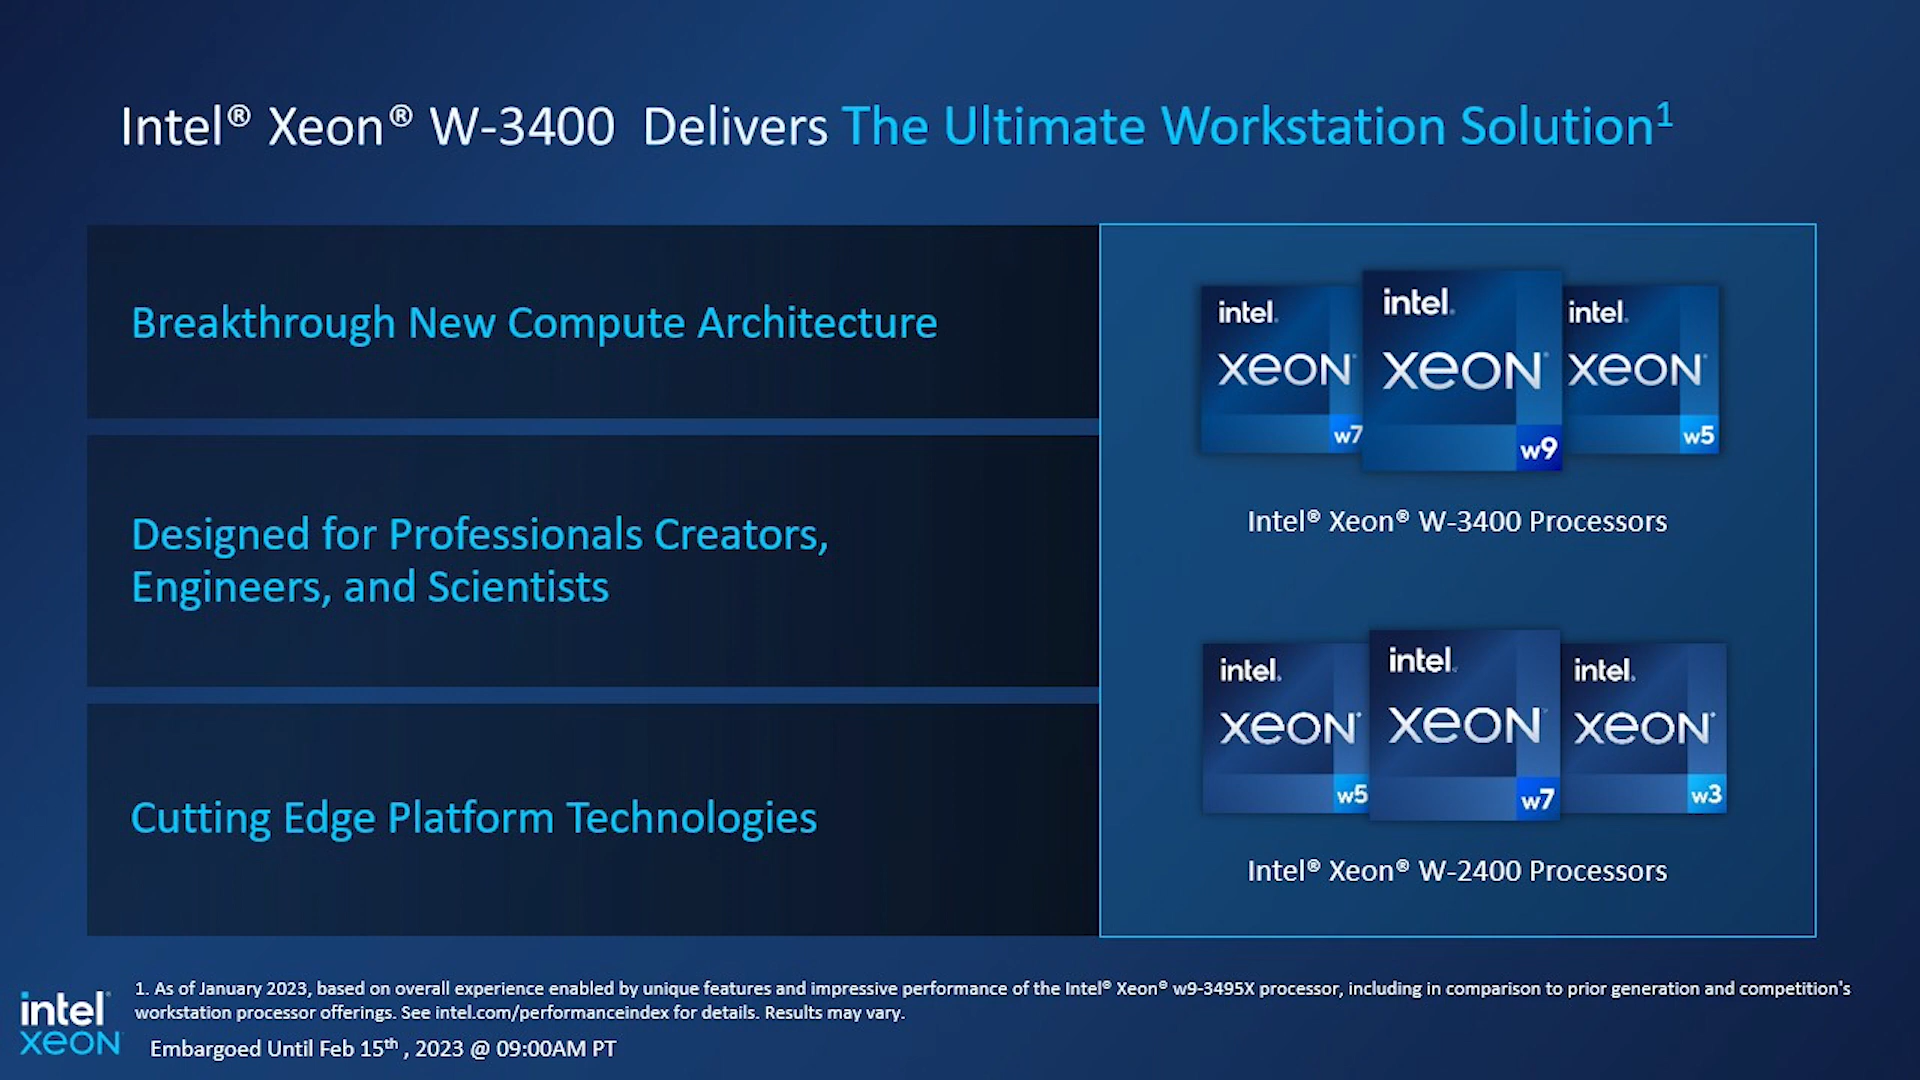 Intel® Xeon® W-3400 Delivers The Ultimate Workstation Solution¹
Breakthrough New Compute Architecture
Designed for Professionals Creators,
Engineers, and Scientists
Cutting Edge Platform Technologies
intel.
xeon
w7
intel.
xeon
w9
intel.
xeon
w5
Intel® Xeon® W-3400 Processors
intel.
xeon
w5
intel.
xeon
w7
intel.
xeon
w3
Intel® Xeon® W-2400 Processors
1. As of January 2023, based on overall experience enabled by unique features and impressive performance of the Intel® Xeon® w9-3495X processor, including in comparison to prior generation and competition's
workstation processor offerings. See intel.com/performanceindex for details. Results may vary.
intel
xeon
Embargoed Until Feb 15th , 2023 @ 09:00AM PT